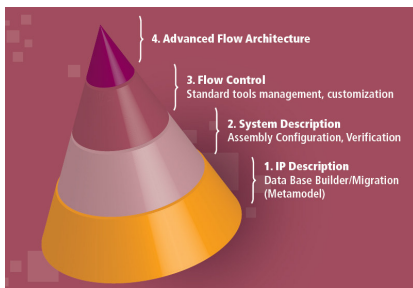 4. Advanced Flow Architecture
3. Flow Control
Standard tools management, customization
2. System Description
Assembly Configuration, Verification
1. IP Description
Data Base Builder/Migration
(Metamodel)